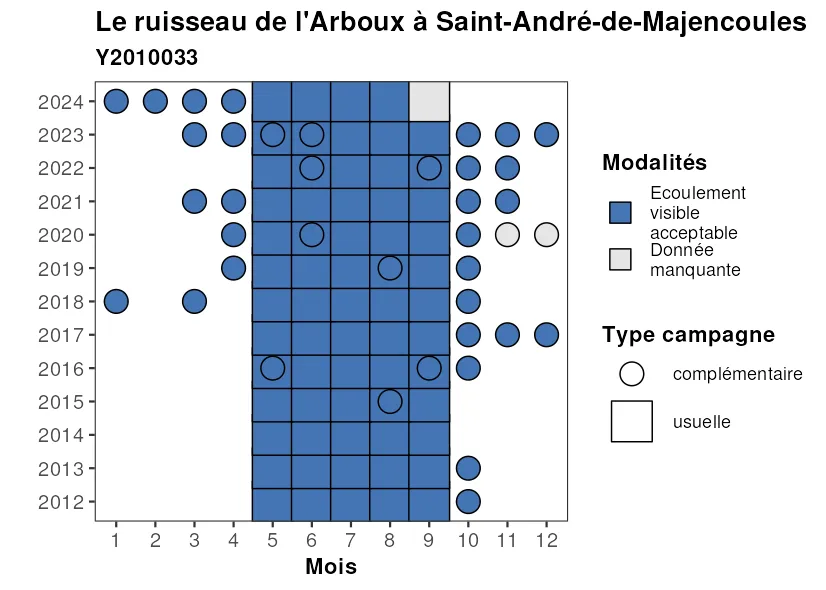 Le ruisseau de l'Arboux à Saint-André-de-Majencoules
Y2010033
2024
2023
2022
2021
2020
2019
2018
2017
2016
2015
2014
2013
2012
1 2 3 4 5 6 7 8 9 10 11 12
Mois
Modalités
Ecoulement
visible
acceptable
Donnée
manquante
Type campagne
complémentaire
usuelle